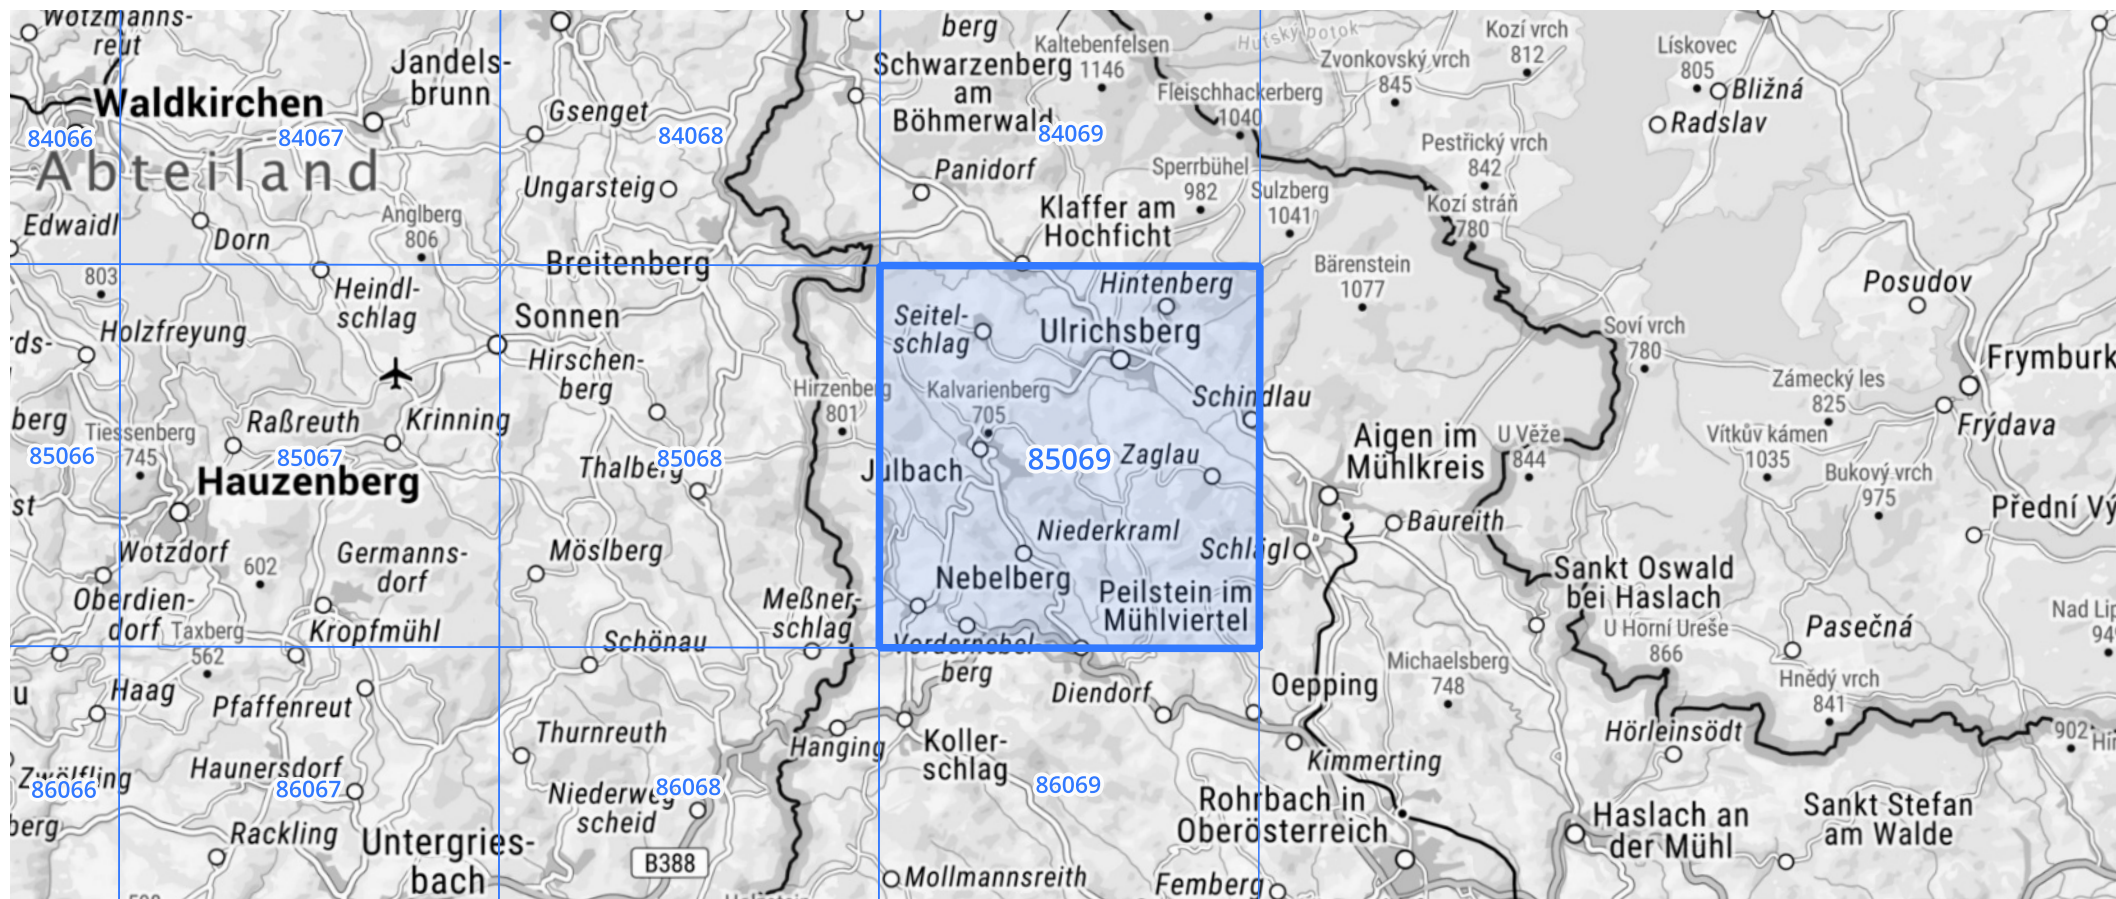 Wotzmanns-
reut
Jandels-
brunn
Waldkirchen
84066
84067
Abteiland
Edwaidl
Dorn
Anglberg
806
Gsenget
84068
Ungarsteig
Breitenberg
berg
Schwarzenberg
am
Böhmerwald
Kaltebenfelsen
1146
Huťský potok
Fleischhackerberg
1040
84069
Panidorf
Sperrbühel
982
Klaffer am
Hochficht
Sulzberg
1041
Zvonkovský vrch
845
Kozí vrch
812
Lískovec
805
Bližná
Radslav
Pestřický vrch
842
Kozí stráň
780
Bärenstein
1077
Posudov
Soví vrch
780
Frymburk
Zámecký les
825
Frýdava
Vítkův kámen
1035
Bukový vrch
975
U Věže
844
Přední Vý
803
Heindl-
schlag
Holzfreyung
rds-
Sonnen
Hirschen-
berg
Hirzenberg
801
Seitel-
schlag
Hintenberg
Ulrichsberg
Kalvarienberg
705
Schindlau
berg
Tiessenberg
745
Raßreuth
Krinning
85066
85067
Hauzenberg
Thalberg
85068
Julbach
85069
Zaglau
Aigen im
Mühlkreis
Baureith
st
Wotzdorf
602
Germanns-
dorf
Möslberg
Niederkraml
Schlägl
Nebelberg
Peilstein im
Mühlviertel
Oberdien-
dorf
Taxberg
562
Kropfmühl
Meßner-
schlag
Schönau
Vordernebel-
berg
Sankt Oswald
bei Haslach
U Horní Ureše
866
Pasečná
Nad Lip
94
Michaelsberg
748
Hnědý vrch
841
u
Haag
Pfaffenreut
Thurnreuth
Hanging
Koller-
schlag
Diendorf
Oepping
Hörleinsödt
902
Zwölfling
86066
Haunersdorf
86067
Niederweg-
scheid
86068
86069
Kimmerting
Rohrbach in
Oberösterreich
Haslach an
der Mühl
Sankt Stefan
am Walde
berg
Rackling
Untergries-
bach
B388
Mollmannsreith
Femberg